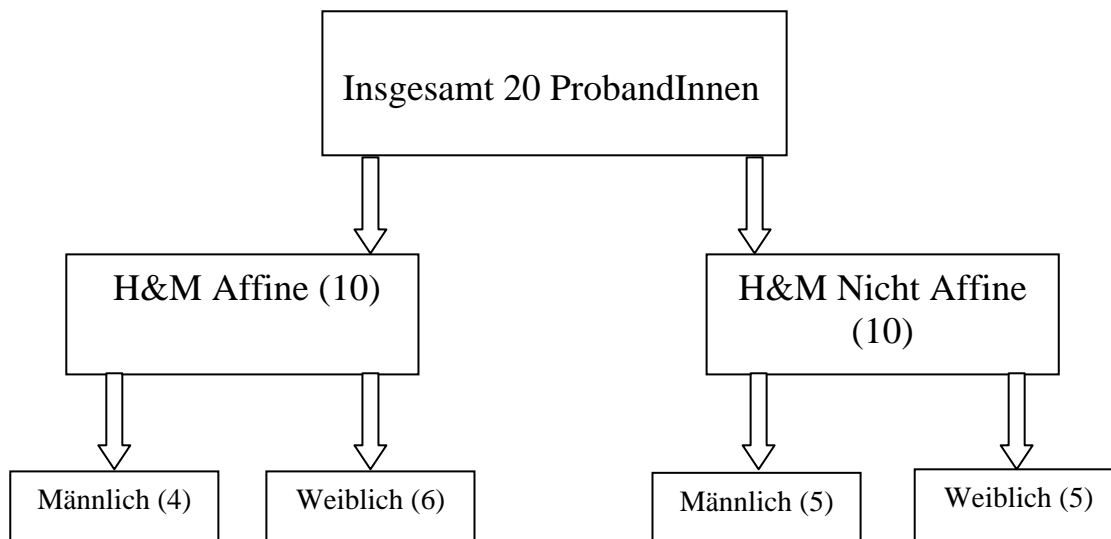 Insgesamt 20 ProbandInnen
H&M Affine (10)
H&M Nicht Affine
(10)
Männlich (4)
Weiblich (6)
Männlich (5)
Weiblich (5)